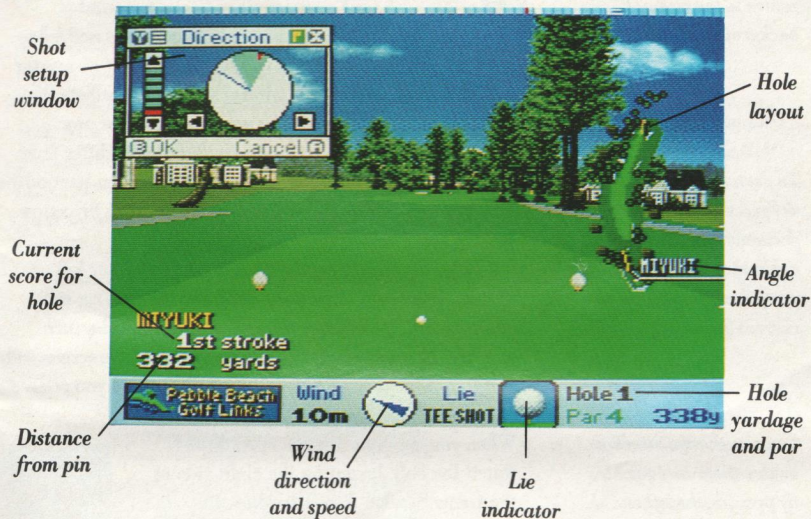 Shot
setup
window
Direction
OK
Cancel
Hole
layout
MIYUKI
Angle
indicator
Current
score for
hole
MIYUKI
1st stroke
332 yards
Distance
from pin
Pebble Beach
Golf Links
Wind
10m
Lie
TEE SHOT
Hole 1
Par 4
338y
Hole
yardage
and par
Wind
direction
and speed
Lie
indicator